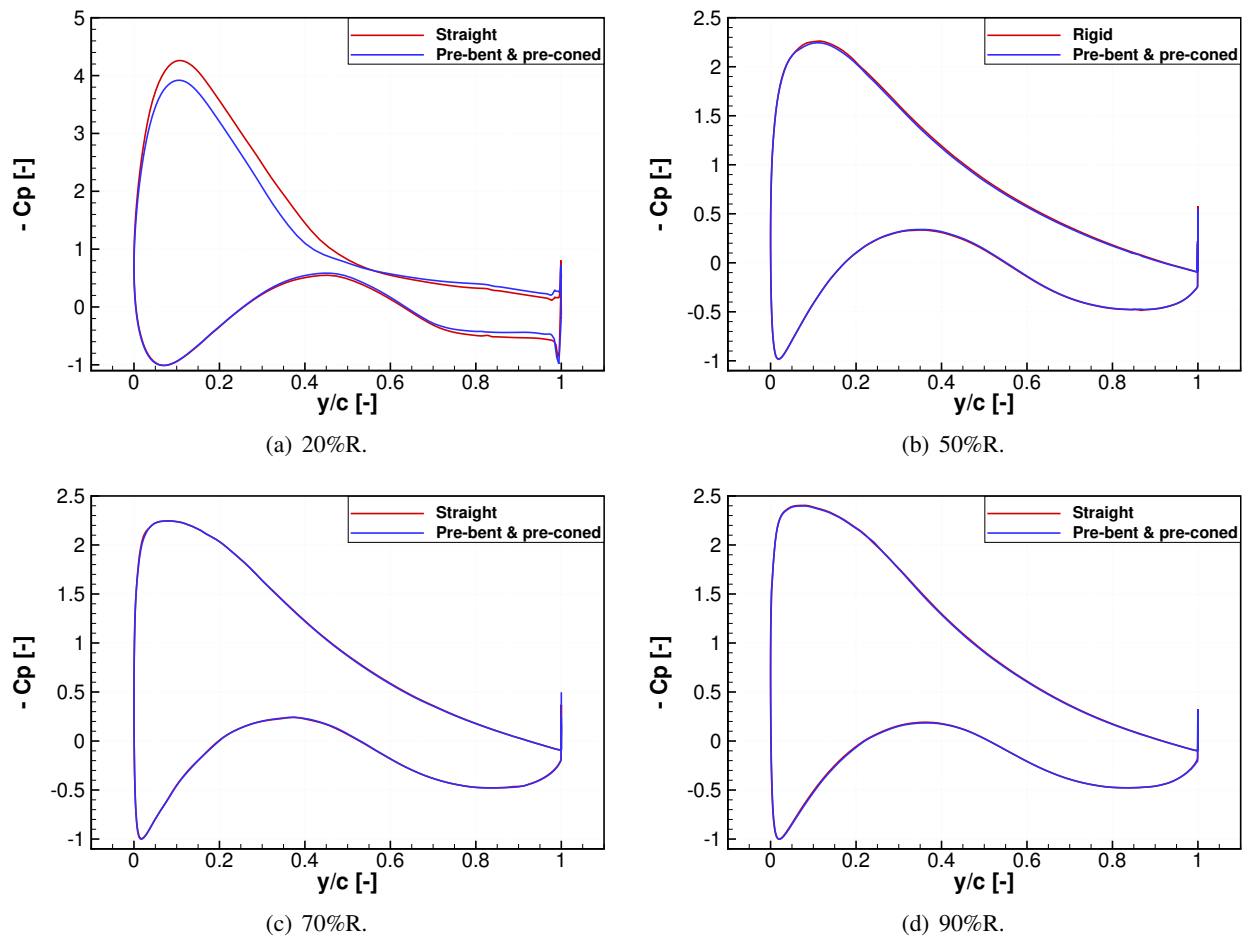 5
4
3
2
1
0
-1
- Cp [-]
0 0.2 0.4 0.6 0.8 1
y/c [-]
Straight
Pre-bent & pre-coned
(a) 20%R.
2.5
2
1.5
1
0.5
0
-0.5
-1
- Cp [-]
0 0.2 0.4 0.6 0.8 1
y/c [-]
Rigid
Pre-bent & pre-coned
(b) 50%R.
2.5
2
1.5
1
0.5
0
-0.5
-1
- Cp [-]
0 0.2 0.4 0.6 0.8 1
y/c [-]
Straight
Pre-bent & pre-coned
(c) 70%R.
2.5
2
1.5
1
0.5
0
-0.5
-1
- Cp [-]
0 0.2 0.4 0.6 0.8 1
y/c [-]
Straight
Pre-bent & pre-coned
(d) 90%R.